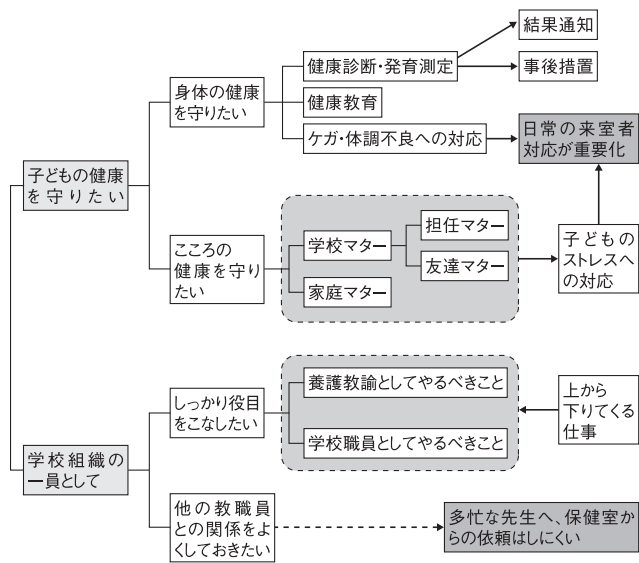 結果通知
健康診断・発育測定
事後措置
身体の健康
を守りたい
健康教育
ケガ・体調不良への対応
日常の来室者
対応が重要化
子どもの健康
を守りたい
こころの
健康を守り
たい
学校マター
担任マター
友達マター
家庭マター
子どもの
ストレスへ
の対応
しっかり役目
をこなしたい
養護教諭としてやるべきこと
学校職員としてやるべきこと
上から
下りてくる
仕事
学校組織の
一員として
他の教職員
との関係をよ
くしておきたい
多忙な先生へ、保健室か
らの依頼はしにくい